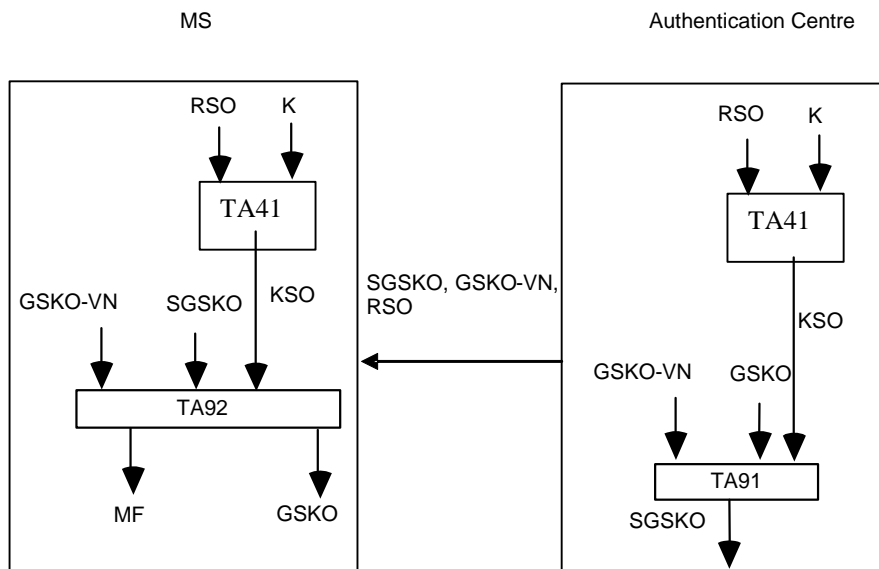 MS
Authentication Centre
RSO
K
TA41
GSKO-VN
SGSKO
KSO
TA92
MF
GSKO
SGSKO, GSKO-VN,
RSO
RSO
K
TA41
KSO
GSKO-VN
GSKO
TA91
SGSKO